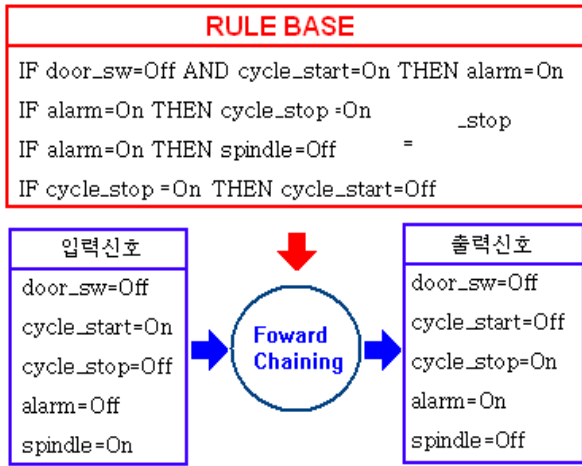 RULE BASE
IF door_sw=Off AND cycle_start=On THEN alarm=On
IF alarm=On THEN cycle_stop =On
_stop
IF alarm=On THEN spindle=Off
=
IF cycle_stop =On THEN cycle_start=Off
입력신호
door_sw=Off
cycle_start=On
cycle_stop=Off
alarm=Off
spindle=On
Foward
Chaining
출력신호
door_sw=Off
cycle_start=Off
cycle_stop=On
alarm=On
spindle=Off